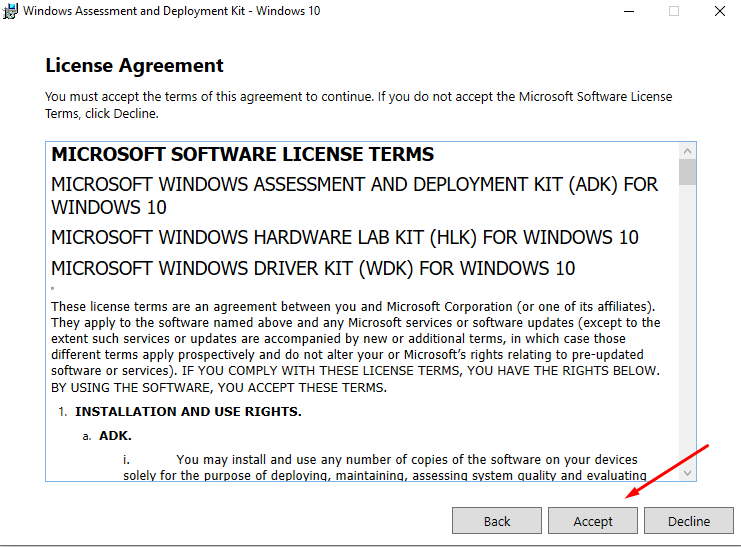 Windows Assessment and Deployment Kit - Windows 10
License Agreement
You must accept the terms of this agreement to continue. If you do not accept the Microsoft Software License
Terms, click Decline.
MICROSOFT SOFTWARE LICENSE TERMS
MICROSOFT WINDOWS ASSESSMENT AND DEPLOYMENT KIT (ADK) FOR
WINDOWS 10
MICROSOFT WINDOWS HARDWARE LAB KIT (HLK) FOR WINDOWS 10
MICROSOFT WINDOWS DRIVER KIT (WDK) FOR WINDOWS 10
These license terms are an agreement between you and Microsoft Corporation (or one of its affiliates).
They apply to the software named above and any Microsoft services or software updates (except to the
extent such services or updates are accompanied by new or additional terms, in which case those
different terms apply prospectively and do not alter your or Microsoft’s rights relating to pre-updated
software or services). IF YOU COMPLY WITH THESE LICENSE TERMS, YOU HAVE THE RIGHTS BELOW.
BY USING THE SOFTWARE, YOU ACCEPT THESE TERMS.
1. INSTALLATION AND USE RIGHTS.
a. ADK.
i. You may install and use any number of copies of the software on your devices
solely for the purpose of deploying, maintaining, assessing system quality and evaluating
Back Accept Decline